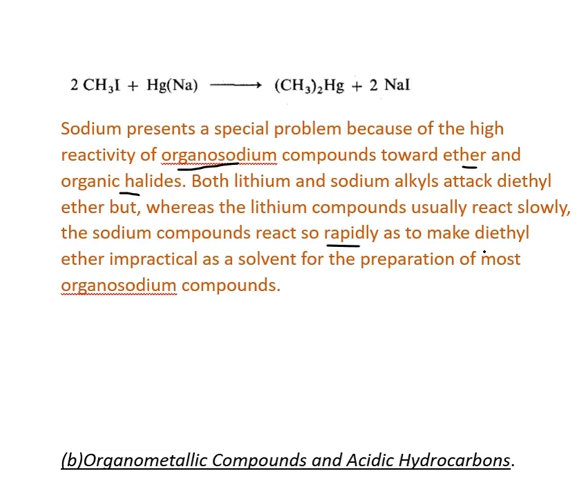 2 CH₃I + Hg(Na) ⟶ (CH₃)₂Hg + 2 NaI
Sodium presents a special problem because of the high
reactivity of organosodium compounds toward ether and
organic halides. Both lithium and sodium alkyls attack diethyl
ether but, whereas the lithium compounds usually react slowly,
the sodium compounds react so rapidly as to make diethyl
ether impractical as a solvent for the preparation of most
organosodium compounds.
(b)Organometallic Compounds and Acidic Hydrocarbons.